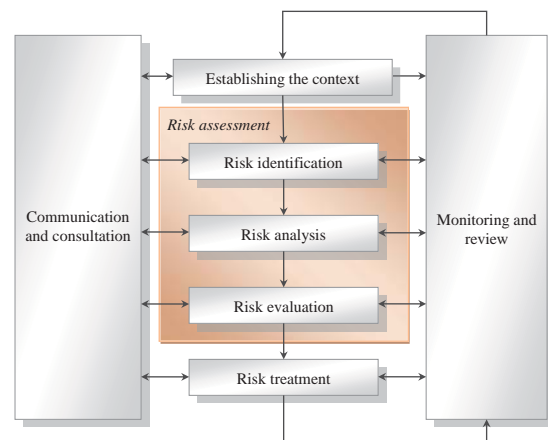 Establishing the context
Risk assessment
Risk identification
Communication
and consultation
Risk analysis
Monitoring and
review
Risk evaluation
Risk treatment